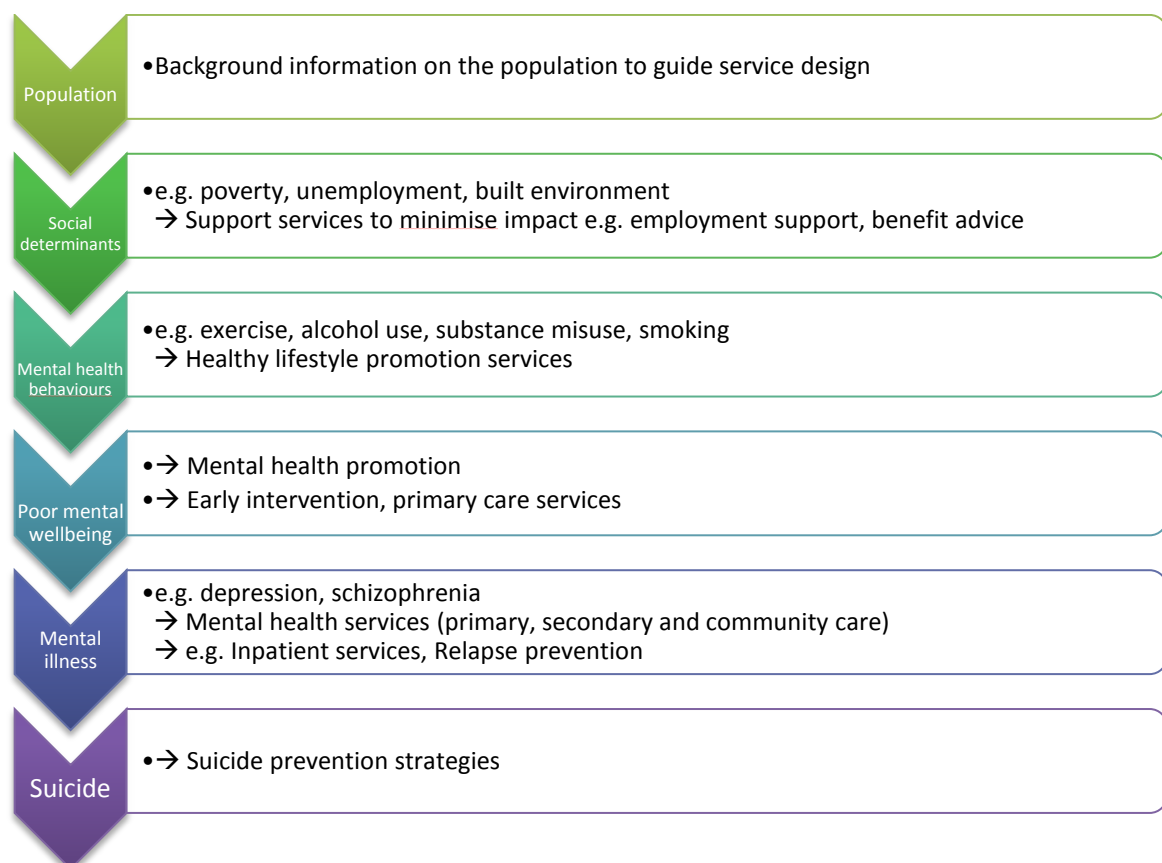 Population
•Background information on the population to guide service design
Social
determinants
•e.g. poverty, unemployment, built environment
→ Support services to minimise impact e.g. employment support, benefit advice
Mental health
behaviours
•e.g. exercise, alcohol use, substance misuse, smoking
→ Healthy lifestyle promotion services
Poor mental
wellbeing
•→ Mental health promotion
•→ Early intervention, primary care services
Mental
illness
•e.g. depression, schizophrenia
→ Mental health services (primary, secondary and community care)
→ e.g. Inpatient services, Relapse prevention
Suicide
•→ Suicide prevention strategies